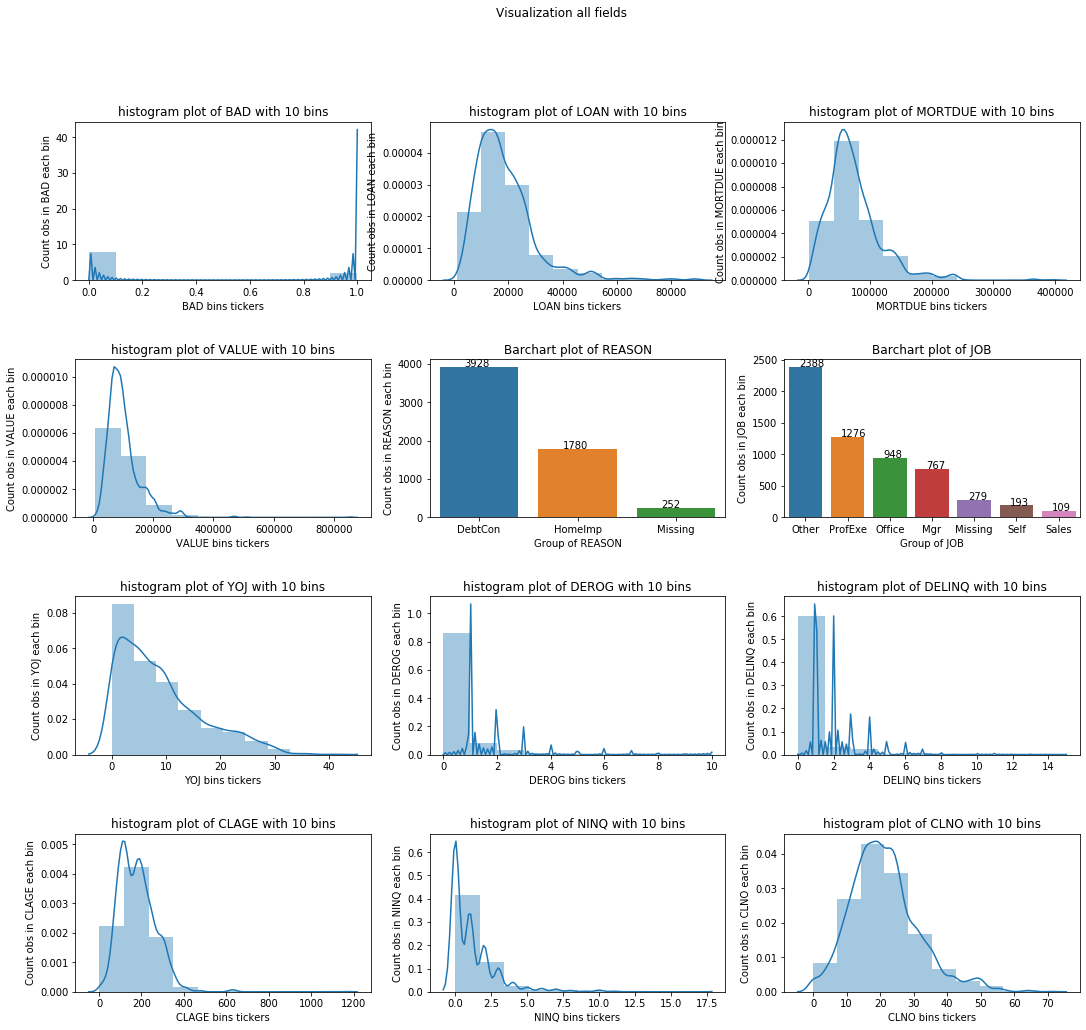 Visualization all fields
histogram plot of BAD with 10 bins
Count obs in BAD each bin
40
30
20
10
0
0.0 0.2 0.4 0.6 0.8 1.0
BAD bins tickers
histogram plot of LOAN with 10 bins
Count obs in LOAN each bin
0.00004
0.00003
0.00002
0.00001
0.00000
0 20000 40000 60000 80000
LOAN bins tickers
histogram plot of MORTDUE with 10 bins
Count obs in MORTDUE each bin
0.000012
0.000010
0.000008
0.000006
0.000004
0.000002
0.000000
0 100000 200000 300000 400000
MORTDUE bins tickers
histogram plot of VALUE with 10 bins
Count obs in VALUE each bin
0.000010
0.000008
0.000006
0.000004
0.000002
0.000000
0 200000 400000 600000 800000
VALUE bins tickers
Barchart plot of REASON
Count obs in REASON each bin
4000
3000
2000
1000
0
3928
1780
252
DebtCon HomeImp Missing
Group of REASON
Barchart plot of JOB
Count obs in JOB each bin
2500
2000
1500
1000
500
0
2388
1276
948
767
279
193
109
Other ProfExe Office Mgr Missing Self Sales
Group of JOB
histogram plot of YOJ with 10 bins
Count obs in YOJ each bin
0.08
0.06
0.04
0.02
0.00
0 10 20 30 40
YOJ bins tickers
histogram plot of DEROG with 10 bins
Count obs in DEROG each bin
1.0
0.8
0.6
0.4
0.2
0.0
0 2 4 6 8 10
DEROG bins tickers
histogram plot of DELINQ with 10 bins
Count obs in DELINQ each bin
0.6
0.5
0.4
0.3
0.2
0.1
0.0
0 2 4 6 8 10 12 14
DELINQ bins tickers
histogram plot of CLAGE with 10 bins
Count obs in CLAGE each bin
0.005
0.004
0.003
0.002
0.001
0.000
0 200 400 600 800 1000 1200
CLAGE bins tickers
histogram plot of NINQ with 10 bins
Count obs in NINQ each bin
0.6
0.5
0.4
0.3
0.2
0.1
0.0
0.0 2.5 5.0 7.5 10.0 12.5 15.0 17.5
NINQ bins tickers
histogram plot of CLNO with 10 bins
Count obs in CLNO each bin
0.04
0.03
0.02
0.01
0.00
0 10 20 30 40 50 60 70
CLNO bins tickers